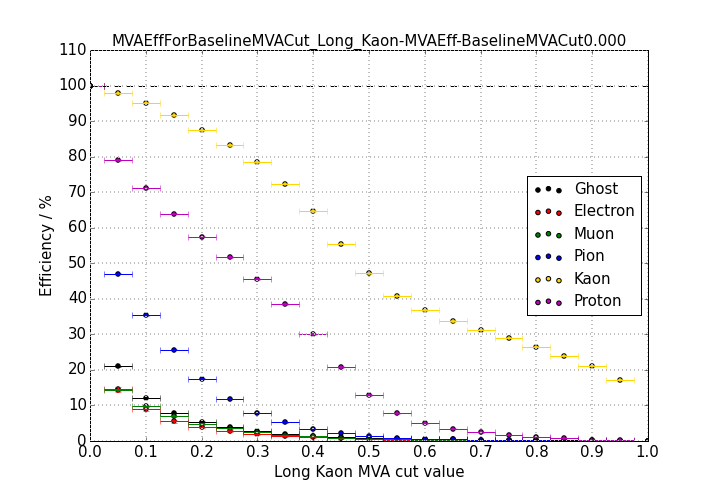 MVAEffForBaselineMVACut_Long_Kaon-MVAEff-BaselineMVACut0.000
110
100
90
80
70
60
50
40
30
20
10
0
Efficiency / %
Ghost
Electron
Muon
Pion
Kaon
Proton
0.0 0.1 0.2 0.3 0.4 0.5 0.6 0.7 0.8 0.9 1.0
Long Kaon MVA cut value